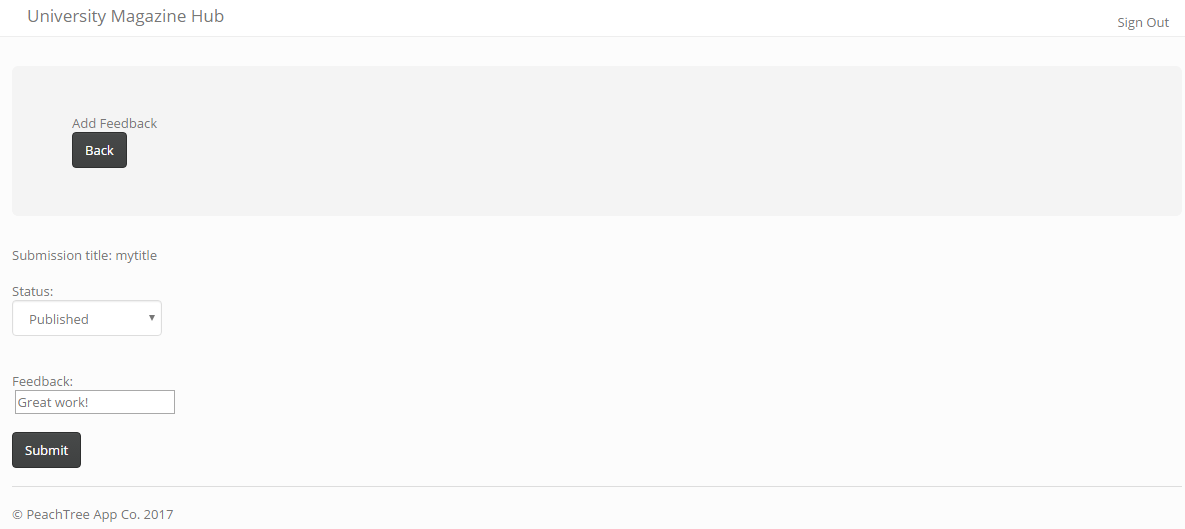 University Magazine Hub
Sign Out
Add Feedback
Back
Submission title: mytitle
Status:
Published
Feedback:
Great work!
Submit
© PeachTree App Co. 2017